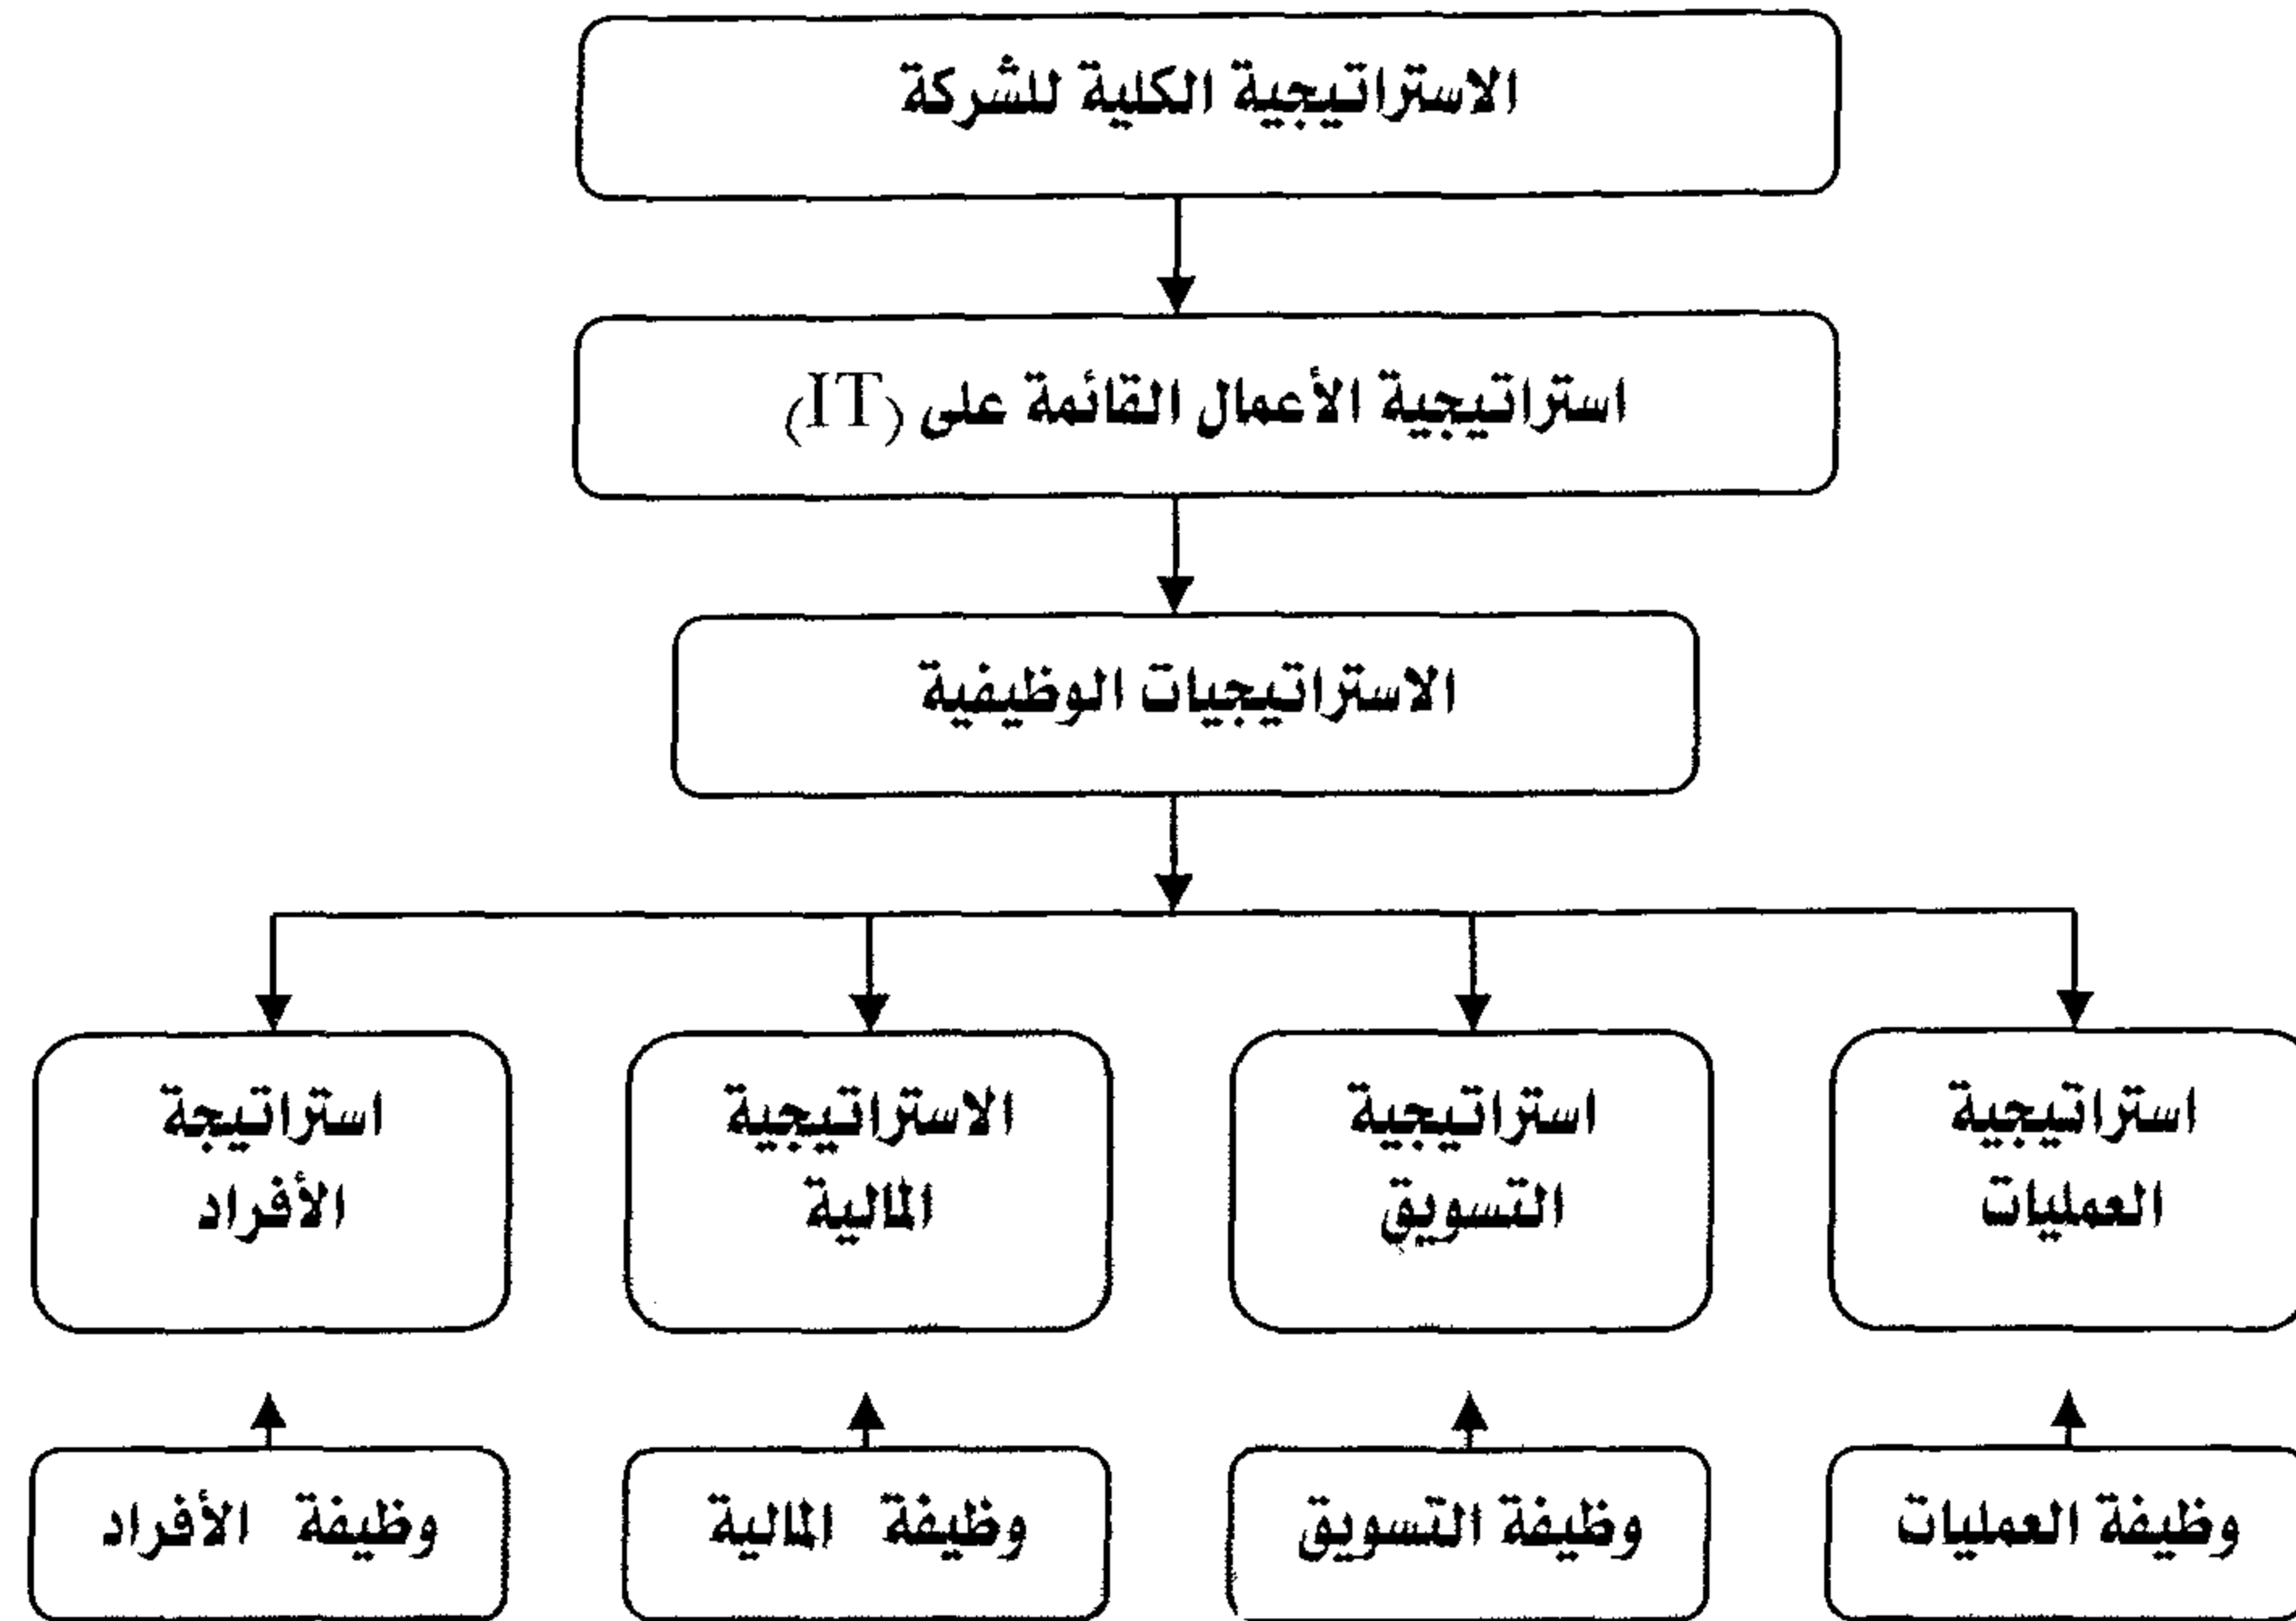 الاستراتيجية الكلية للشركة
استراتيجية الأعمال القائمة على (IT)
الاستراتيجيات الوظيفية
استراتيجية
العمليات
استراتيجية
التسويق
الاستراتيجية
المالية
استراتيجة
الأفراد
وظيفة العمليات
وظيفة التسويق
وظيفة المالية
وظيفة الأفراد